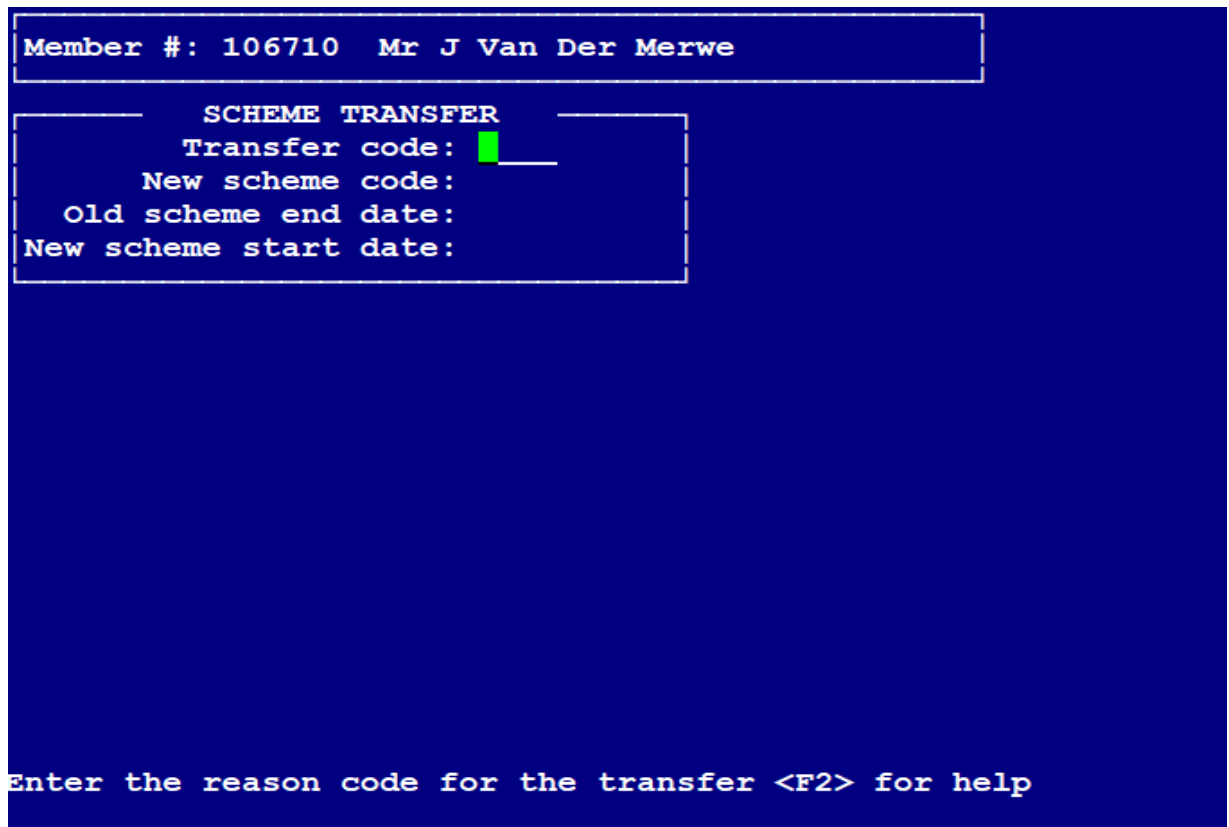 Member #: 106710 Mr J Van Der Merwe
SCHEME TRANSFER
Transfer code:
New scheme code:
Old scheme end date:
New scheme start date:
Enter the reason code for the transfer <F2> for help